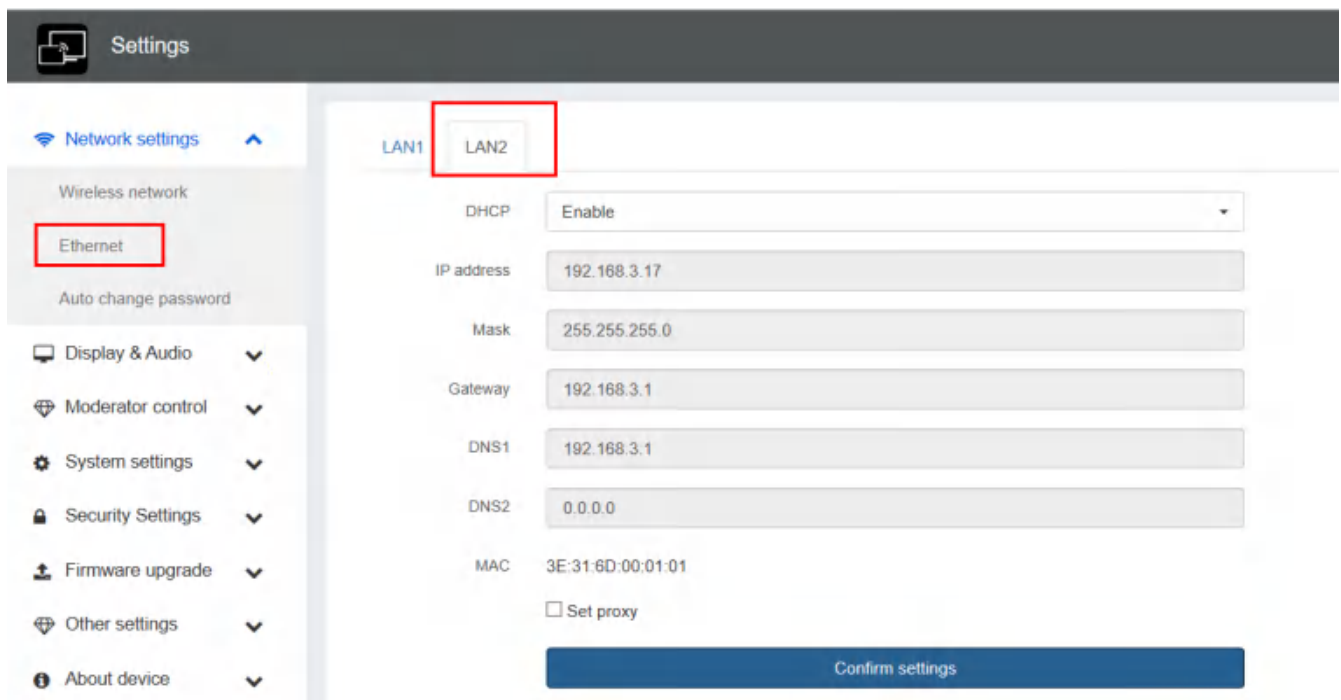 Settings
Network settings
Wireless network
Ethernet
Auto change password
Display & Audio
Moderator control
System settings
Security Settings
Firmware upgrade
Other settings
About device
LAN1 LAN2
DHCP Enable
IP address 192.168.3.17
Mask 255.255.255.0
Gateway 192.168.3.1
DNS1 192.168.3.1
DNS2 0.0.0.0
MAC 3E:31:6D:00:01:01
Set proxy
Confirm settings